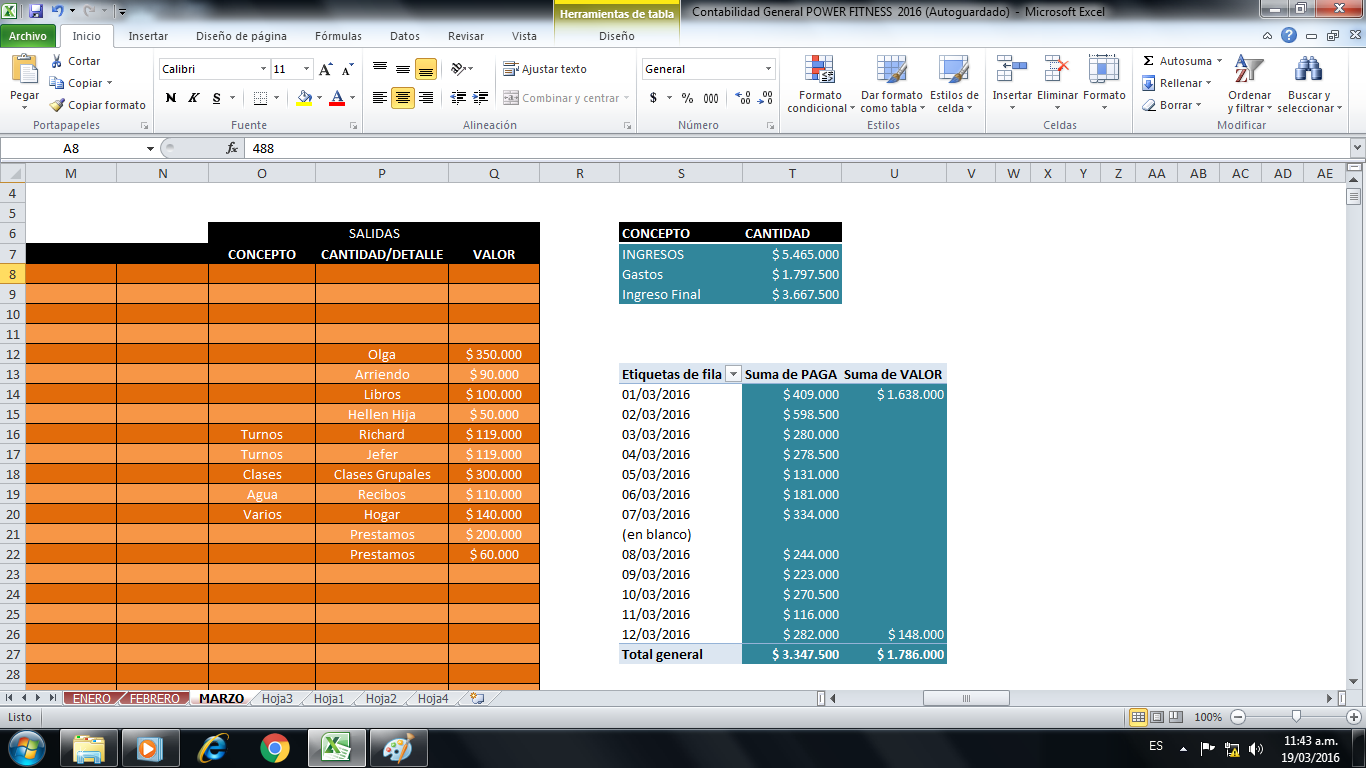 Herramientas de tabla
Contabilidad General POWER FITNESS 2016 (Autoguardado) - Microsoft Excel
Archivo Inicio Insertar Diseño de página Fórmulas Datos Revisar Vista Diseño
Pegar
Cortar
Copiar
Copiar formato
Portapapeles
Calibri 11
N K S
Fuente
Ajustar texto
Combinar y centrar
Alineación
General
$ % 000
Número
Formato condicional
Dar formato como tabla
Estilos de celda
Estilos
Insertar Eliminar Formato
Celdas
Autosuma
Rellenar
Borrar
Ordenar y filtrar
Buscar y seleccionar
Modificar
A8 fx 488
M N O P Q R S T U V W X Y Z AA AB AC AD AE
4
5
6 SALIDAS CONCEPTO CANTIDAD
7 CONCEPTO CANTIDAD/DETALLE VALOR INGRESOS $ 5.465.000
8 Gastos $ 1.797.500
9 Ingreso Final $ 3.667.500
10
11
12 Olga $ 350.000
13 Arriendo $ 90.000 Etiquetas de fila Suma de PAGA Suma de VALOR
14 Libros $ 100.000 01/03/2016 $ 409.000 $ 1.638.000
15 Hellen Hija $ 50.000 02/03/2016 $ 598.500
16 Turnos Richard $ 119.000 03/03/2016 $ 280.000
17 Turnos Jefer $ 119.000 04/03/2016 $ 278.500
18 Clases Clases Grupales $ 300.000 05/03/2016 $ 131.000
19 Agua Recibos $ 110.000 06/03/2016 $ 181.000
20 Varios Hogar $ 140.000 07/03/2016 $ 334.000
21 Prestamos $ 200.000 (en blanco)
22 Prestamos $ 60.000 08/03/2016 $ 244.000
23 09/03/2016 $ 223.000
24 10/03/2016 $ 270.500
25 11/03/2016 $ 116.000
26 12/03/2016 $ 282.000 $ 148.000
27 Total general $ 3.347.500 $ 1.786.000
28
ENERO FEBRERO MARZO Hoja3 Hoja1 Hoja2 Hoja4
Listo 100%
ES 11:43 a.m.
19/03/2016